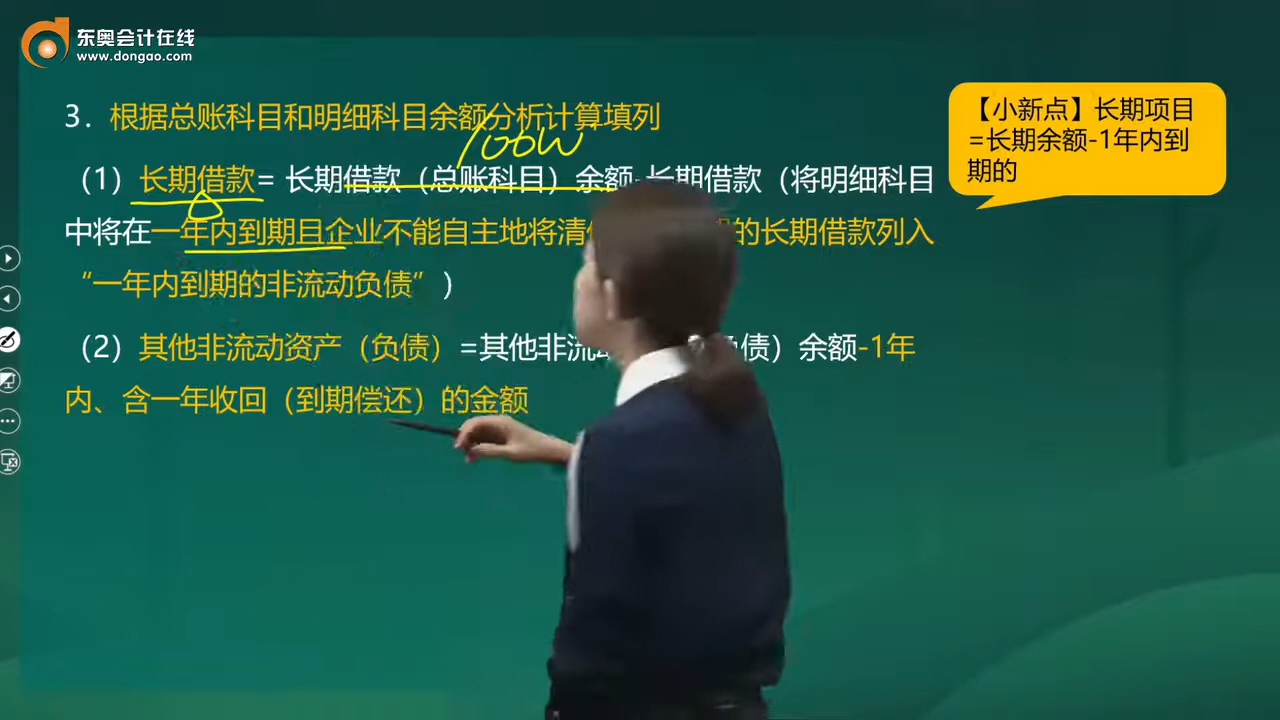 东奥会计在线
www.dongao.com
3．根据总账科目和明细科目余额分析计算填列
100W
（1）长期借款= 长期借款（总账科目）余额-长期借款（将明细科目
中将在一年内到期且企业不能自主地将清 的长期借款列入
“一年内到期的非流动负债”）
（2）其他非流动资产（负债）=其他非流 负债）余额-1年
内、含一年收回（到期偿还）的金额
【小新点】长期项目
=长期余额-1年内到
期的